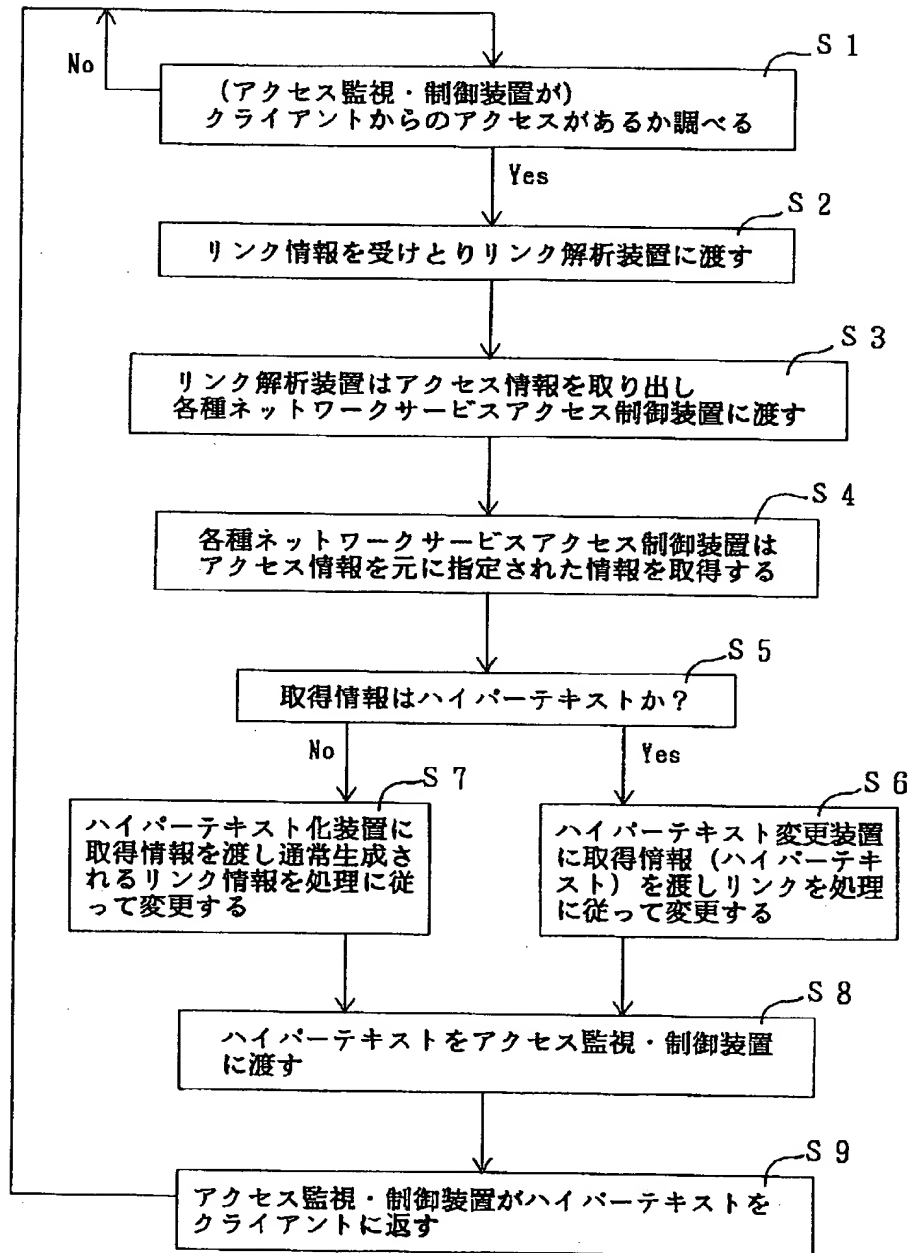 S1
No
(アクセス監視・制御装置が)
クライアントからのアクセスがあるか調べる
Yes
S2
リンク情報を受けとりリンク解析装置に渡す
S3
リンク解析装置はアクセス情報を取り出し
各種ネットワークサービスアクセス制御装置に渡す
S4
各種ネットワークサービスアクセス制御装置は
アクセス情報を元に指定された情報を取得する
S5
取得情報はハイパーテキストか?
No
Yes
S7
ハイパーテキスト化装置に
取得情報を渡し通常生成さ
れるリンク情報を処理に従
って変更する
S6
ハイパーテキスト変更装置
に取得情報(ハイパーテキ
スト)を渡しリンクを処理
に従って変更する
S8
ハイパーテキストをアクセス監視・制御装置
に渡す
S9
アクセス監視・制御装置がハイパーテキストを
クライアントに返す